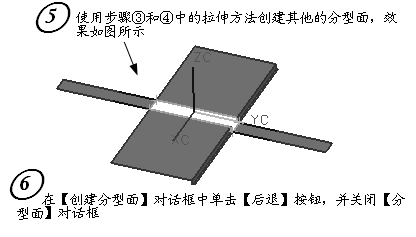 5 使用步骤③和④中的拉伸方法创建其他的分型面，效
果如图所示
ZC
YC
XC
6 在【创建分型面】对话框中单击【后退】按钮，并关闭【分
型面】对话框